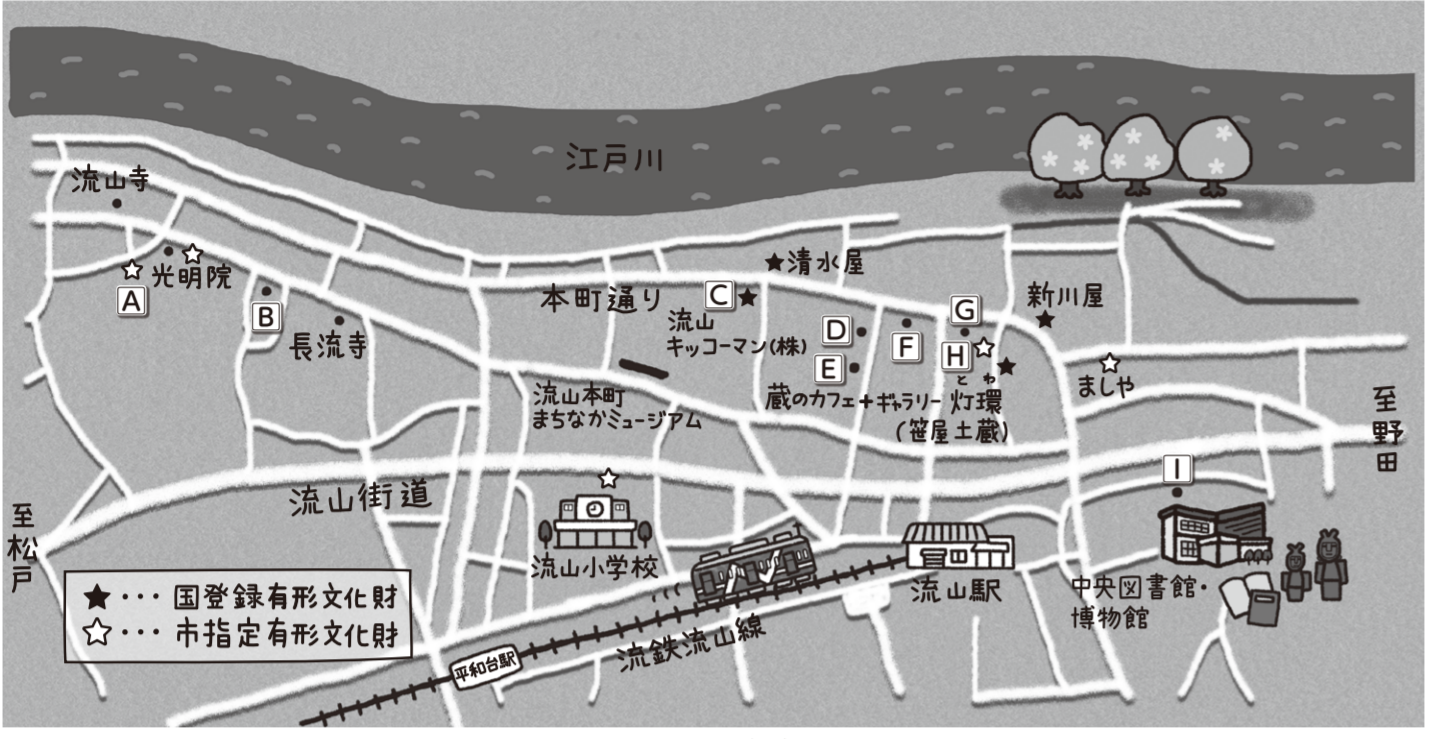 江戸川
流山寺
光明院
A
B
長流寺
本町通り
清水屋
C
流山
キッコーマン(株)
D
E
F
G
H
新川屋
とわ
蔵のカフェ+ギャラリー 灯環
(笹屋土蔵)
ましや
流山本町
まちなかミュージアム
至野田
I
流山街道
至松戸
流山小学校
流山駅
中央図書館・
博物館
★・・・国登録有形文化財
☆・・・市指定有形文化財
平和台駅
流鉄流山線